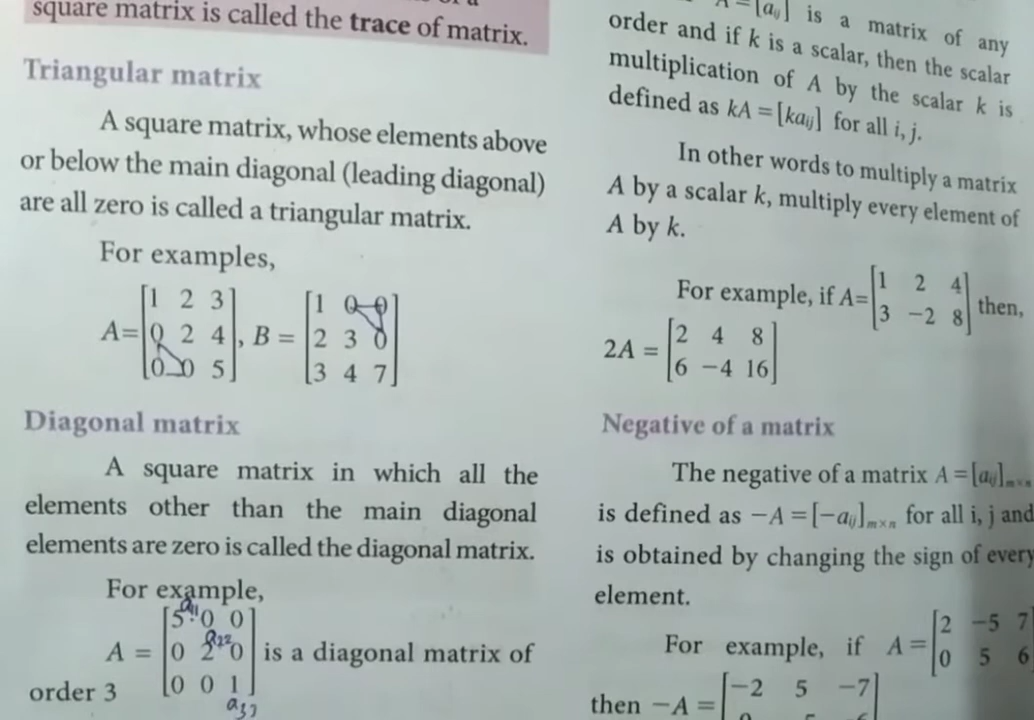 square matrix is called the trace of matrix.
Triangular matrix
A square matrix, whose elements above
or below the main diagonal (leading diagonal)
are all zero is called a triangular matrix.
For examples,
A= [1 2 3
0 2 4
0 0 5], B = [1 0 0
2 3 0
3 4 7]
Diagonal matrix
A square matrix in which all the
elements other than the main diagonal
elements are zero is called the diagonal matrix.
For example,
A = [5 0 0
0 2 0
0 0 1] is a diagonal matrix of
a11
a22
a33
order 3
A = [aij] is a matrix of any
order and if k is a scalar, then the scalar
multiplication of A by the scalar k is
defined as kA = [kaij] for all i, j.
In other words to multiply a matrix
A by a scalar k, multiply every element of
A by k.
For example, if A= [1 2 4
3 -2 8] then,
2A = [2 4 8
6 -4 16]
Negative of a matrix
The negative of a matrix A = [aij]m×n
is defined as -A = [-aij]m×n for all i, j and
is obtained by changing the sign of every
element.
For example, if A= [2 -5 7
0 5 6
then -A = [-2 5 -7]